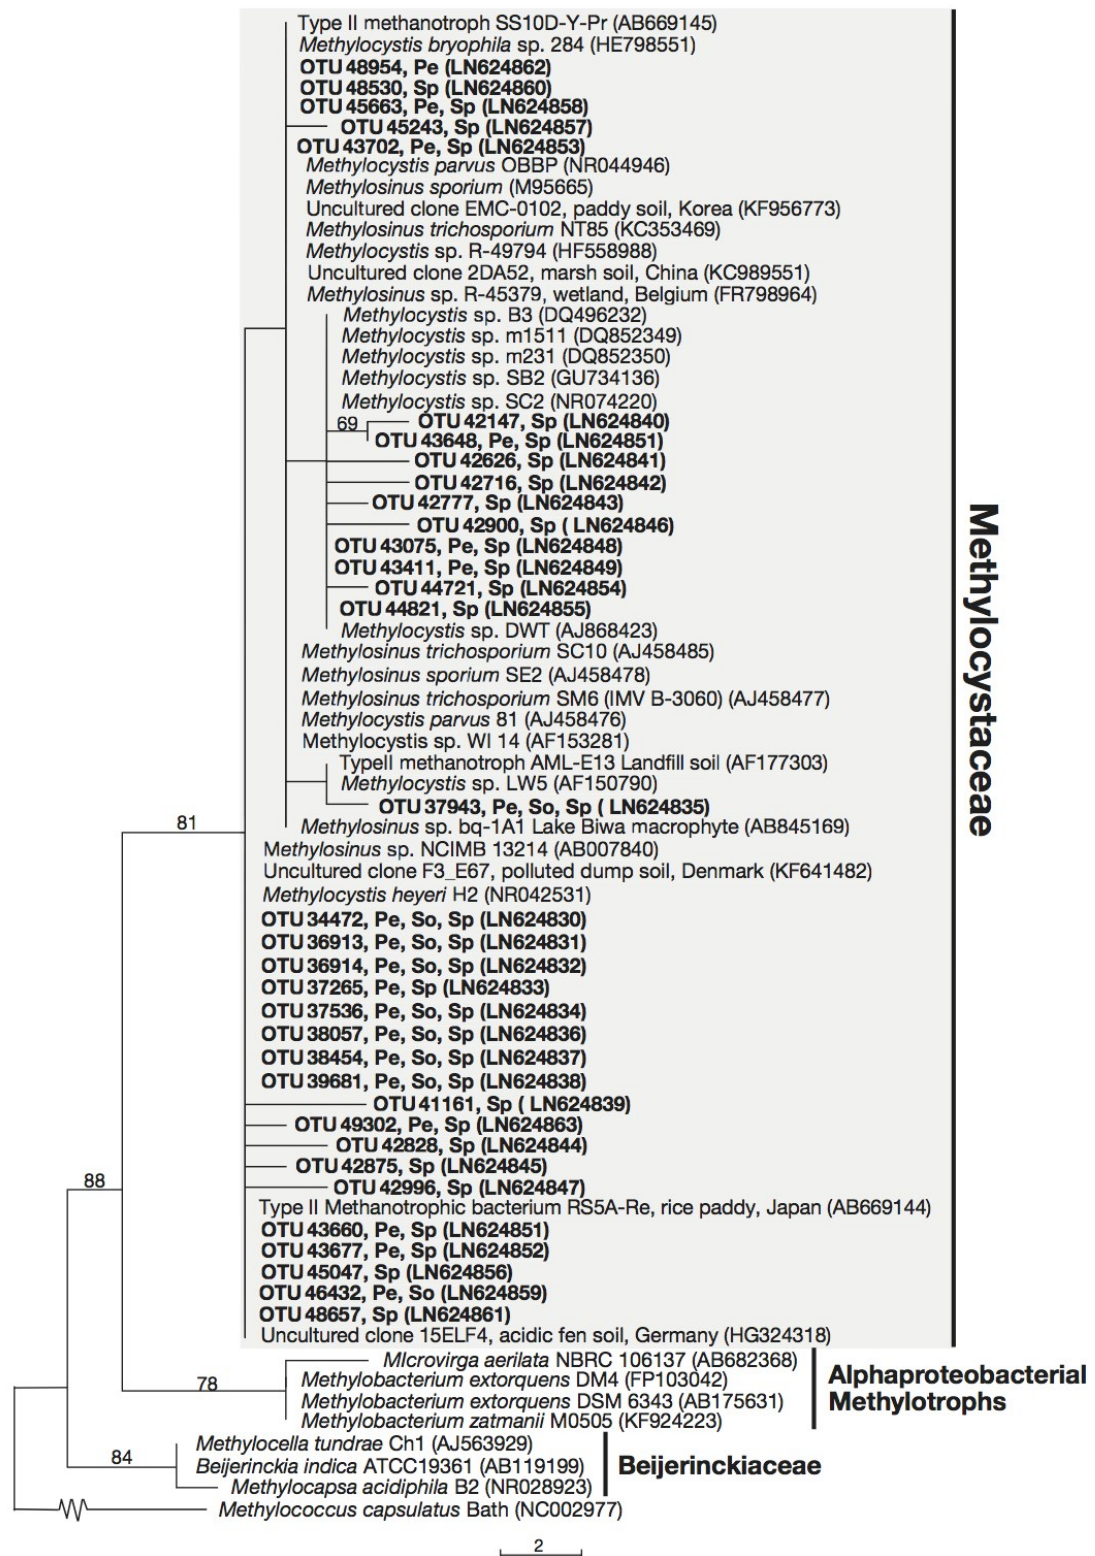 Type II methanotroph SS10D-Y-Pr (AB669145)
Methylocystis bryophila sp. 284 (HE798551)
OTU 48954, Pe (LN624862)
OTU 48530, Sp (LN624860)
OTU 45663, Pe, Sp (LN624858)
OTU 45243, Sp (LN624857)
OTU 43702, Pe, Sp (LN624853)
Methylocystis parvus OBBP (NR044946)
Methylosinus sporium (M95665)
Uncultured clone EMC-0102, paddy soil, Korea (KF956773)
Methylosinus trichosporium NT85 (KC353469)
Methylocystis sp. R-49794 (HF558988)
Uncultured clone 2DA52, marsh soil, China (KC989551)
Methylosinus sp. R-45379, wetland, Belgium (FR798964)
Methylocystis sp. B3 (DQ496232)
Methylocystis sp. m1511 (DQ852349)
Methylocystis sp. m231 (DQ852350)
Methylocystis sp. SB2 (GU734136)
Methylocystis sp. SC2 (NR074220)
69
OTU 42147, Sp (LN624840)
OTU 43648, Pe, Sp (LN624851)
OTU 42626, Sp (LN624841)
OTU 42716, Sp (LN624842)
OTU 42777, Sp (LN624843)
OTU 42900, Sp ( LN624846)
OTU 43075, Pe, Sp (LN624848)
OTU 43411, Pe, Sp (LN624849)
OTU 44721, Sp (LN624854)
OTU 44821, Sp (LN624855)
Methylocystis sp. DWT (AJ868423)
Methylosinus trichosporium SC10 (AJ458485)
Methylosinus sporium SE2 (AJ458478)
Methylosinus trichosporium SM6 (IMV B-3060) (AJ458477)
Methylocystis parvus 81 (AJ458476)
Methylocystis sp. WI 14 (AF153281)
TypeII methanotroph AML-E13 Landfill soil (AF177303)
Methylocystis sp. LW5 (AF150790)
OTU 37943, Pe, So, Sp ( LN624835)
Methylosinus sp. bq-1A1 Lake Biwa macrophyte (AB845169)
81
Methylosinus sp. NCIMB 13214 (AB007840)
Uncultured clone F3_E67, polluted dump soil, Denmark (KF641482)
Methylocystis heyeri H2 (NR042531)
OTU 34472, Pe, So, Sp (LN624830)
OTU 36913, Pe, So, Sp (LN624831)
OTU 36914, Pe, So, Sp (LN624832)
OTU 37265, Pe, Sp (LN624833)
OTU 37536, Pe, So, Sp (LN624834)
OTU 38057, Pe, So, Sp (LN624836)
OTU 38454, Pe, So, Sp (LN624837)
OTU 39681, Pe, So, Sp (LN624838)
OTU 41161, Sp ( LN624839)
OTU 49302, Pe, Sp (LN624863)
OTU 42828, Sp (LN624844)
OTU 42875, Sp (LN624845)
OTU 42996, Sp (LN624847)
88
Type II Methanotrophic bacterium RS5A-Re, rice paddy, Japan (AB669144)
OTU 43660, Pe, Sp (LN624851)
OTU 43677, Pe, Sp (LN624852)
OTU 45047, Sp (LN624856)
OTU 46432, Pe, So (LN624859)
OTU 48657, Sp (LN624861)
Uncultured clone 15ELF4, acidic fen soil, Germany (HG324318)
Methylocystaceae
MIcrovirga aerilata NBRC 106137 (AB682368)
Methylobacterium extorquens DM4 (FP103042)
78
Methylobacterium extorquens DSM 6343 (AB175631)
Methylobacterium zatmanii M0505 (KF924223)
Alphaproteobacterial
Methylotrophs
Methylocella tundrae Ch1 (AJ563929)
84
Beijerinckia indica ATCC19361 (AB119199)
Methylocapsa acidiphila B2 (NR028923)
Beijerinckiaceae
Methylococcus capsulatus Bath (NC002977)
2